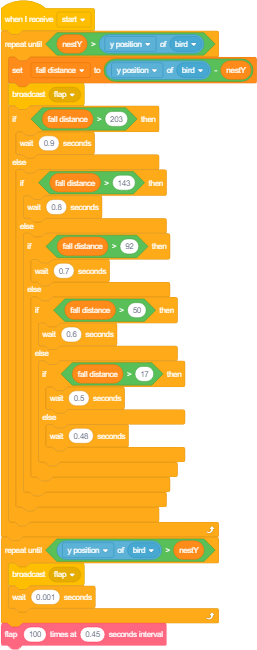 when I receive start
repeat until nestY > y position of bird
set fall distance to y position of bird - nestY
broadcast flap
if fall distance > 203 then
wait 0.9 seconds
else
if fall distance > 143 then
wait 0.8 seconds
else
if fall distance > 92 then
wait 0.7 seconds
else
if fall distance > 50 then
wait 0.6 seconds
else
if fall distance > 17 then
wait 0.5 seconds
else
wait 0.48 seconds
repeat until y position of bird > nestY
broadcast flap
wait 0.001 seconds
flap 100 times at 0.45 seconds interval